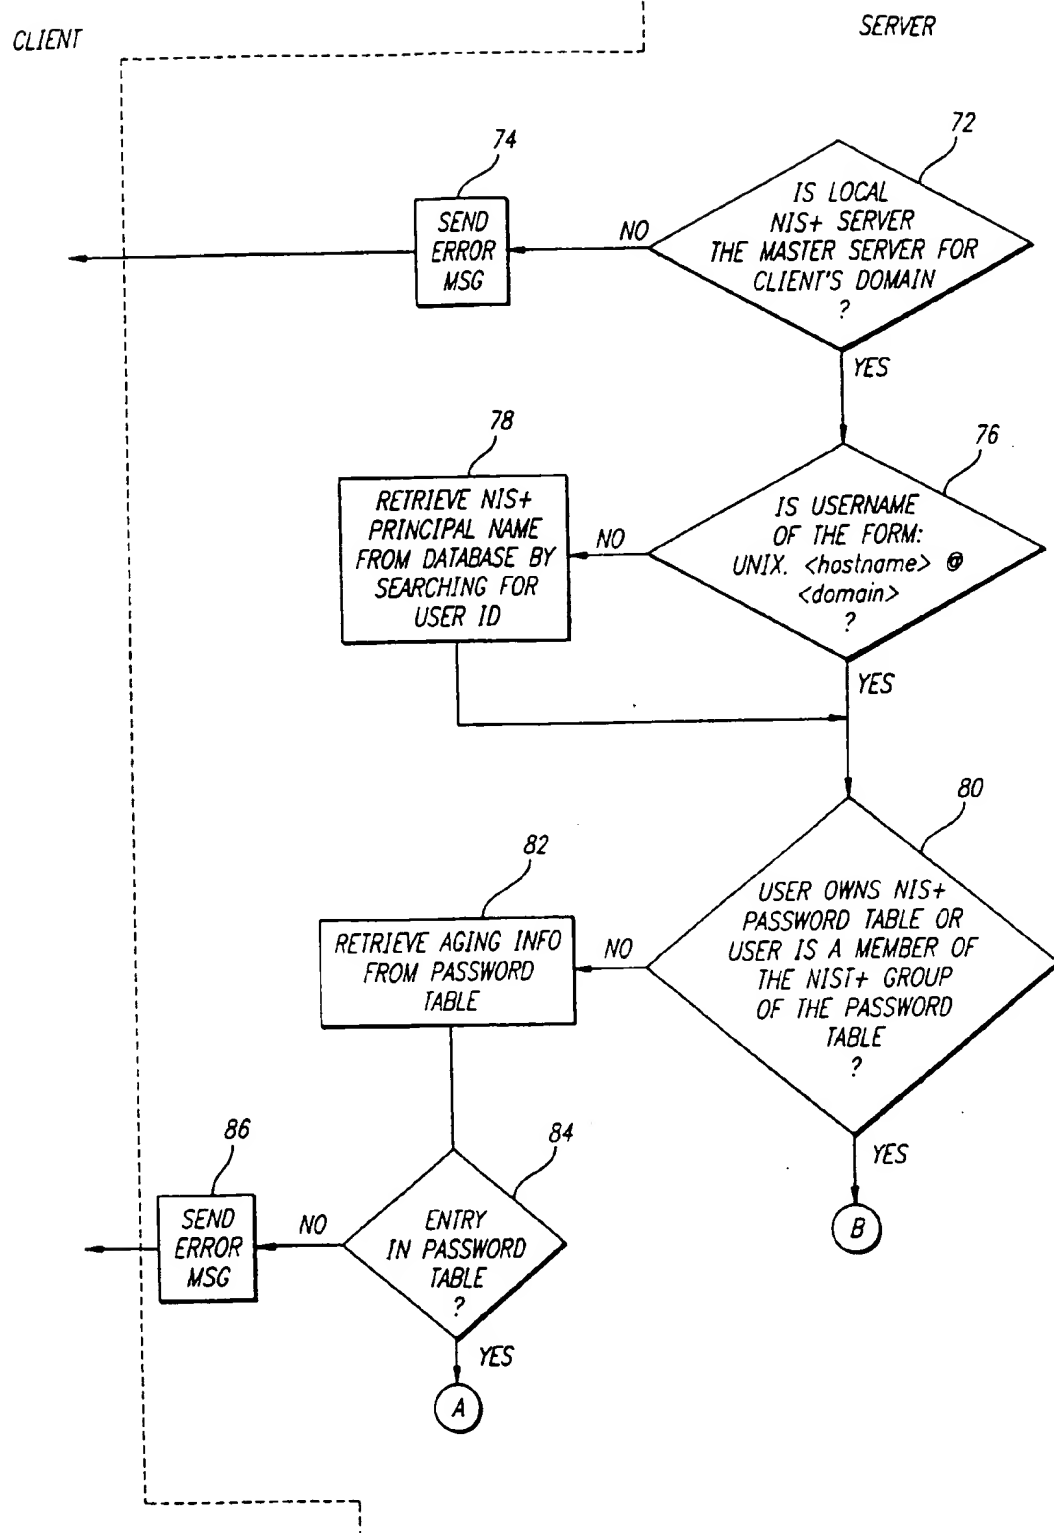 CLIENT
SERVER
74
72
SEND
ERROR
MSG
NO
IS LOCAL
NIS+ SERVER
THE MASTER SERVER FOR
CLIENT'S DOMAIN
?
YES
78
76
RETRIEVE NIS+
PRINCIPAL NAME
FROM DATABASE BY
SEARCHING FOR
USER ID
NO
IS USERNAME
OF THE FORM:
UNIX. <hostname> @
<domain>
?
YES
80
82
RETRIEVE AGING INFO
FROM PASSWORD
TABLE
NO
USER OWNS NIS+
PASSWORD TABLE OR
USER IS A MEMBER OF
THE NIST+ GROUP
OF THE PASSWORD
TABLE
?
YES
B
86
84
SEND
ERROR
MSG
NO
ENTRY
IN PASSWORD
TABLE
?
YES
A